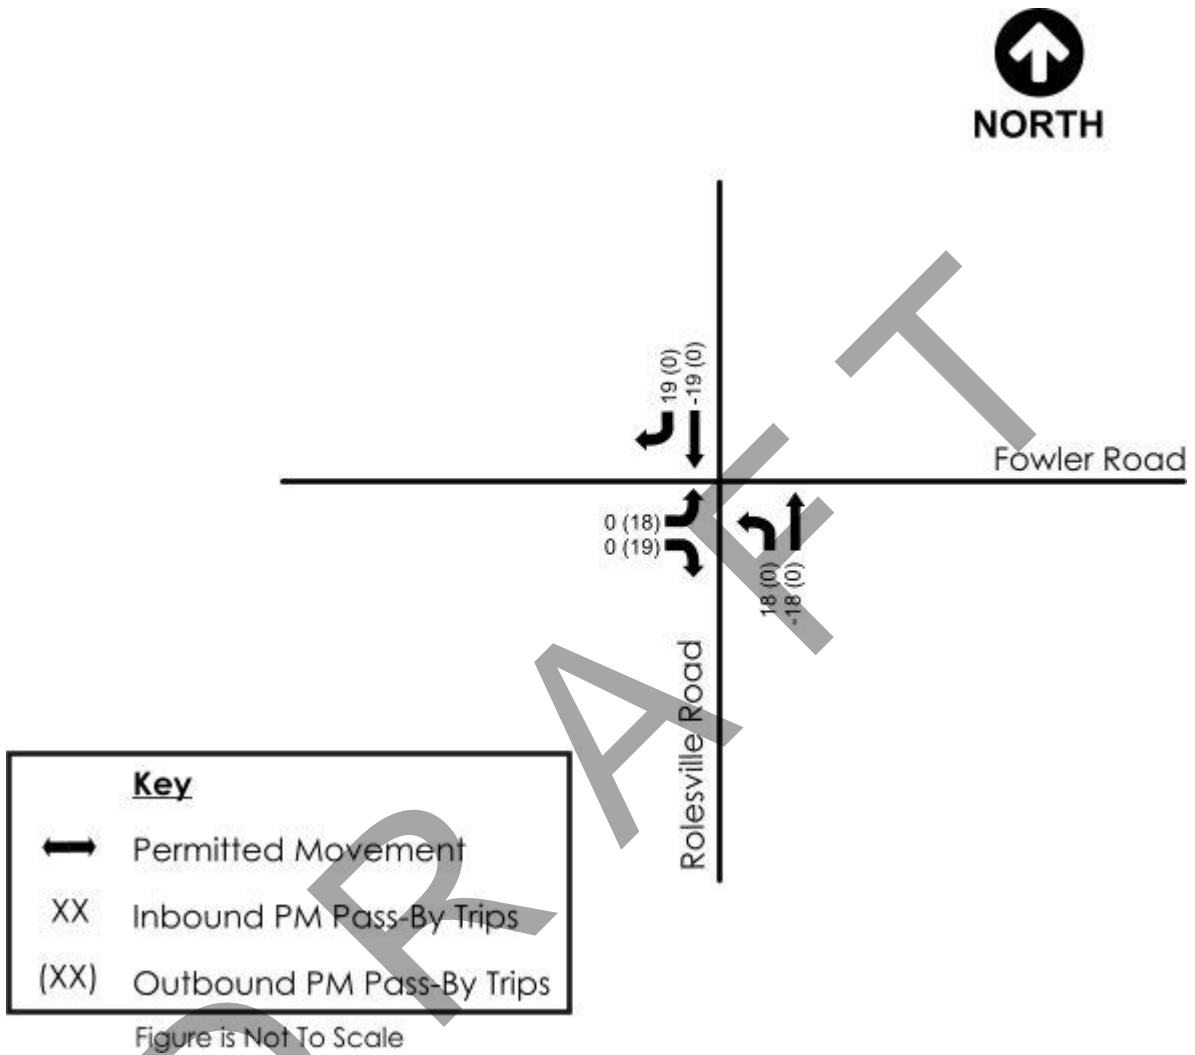 NORTH
19 (0)
-19 (0)
Fowler Road
0 (18)
0 (19)
18 (0)
-18 (0)
Rolesville Road
Key
Permitted Movement
XX Inbound PM Pass-By Trips
(XX) Outbound PM Pass-By Trips
Figure is Not To Scale
DRAFT